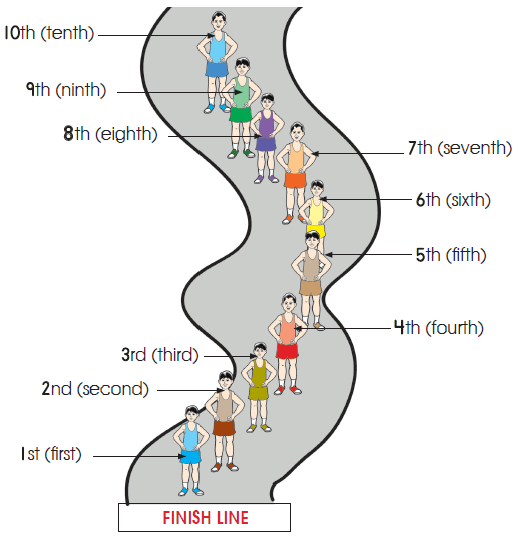 10th (tenth)
9th (ninth)
8th (eighth)
7th (seventh)
6th (sixth)
5th (fifth)
4th (fourth)
3rd (third)
2nd (second)
1st (first)
FINISH LINE